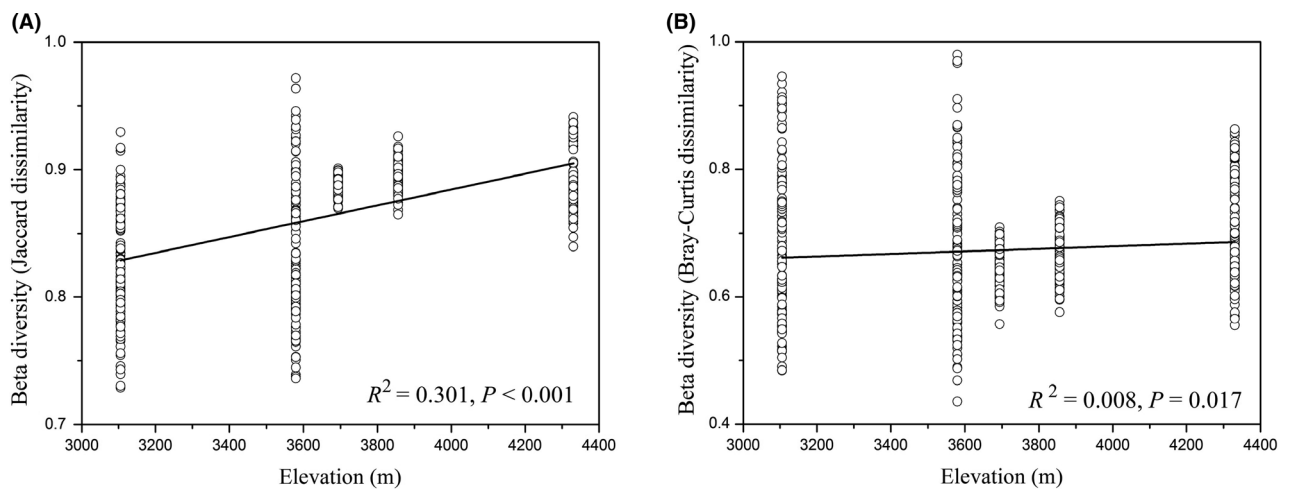 (A)
1.0
0.9
0.8
0.7
Beta diversity (Jaccard dissimilarity)
R² = 0.301, P < 0.001
3000 3200 3400 3600 3800 4000 4200 4400
Elevation (m)
(B)
1.0
0.8
0.6
0.4
Beta diversity (Bray-Curtis dissimilarity)
R² = 0.008, P = 0.017
3000 3200 3400 3600 3800 4000 4200 4400
Elevation (m)